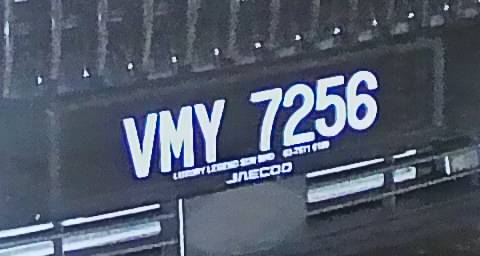 VMY 7256
LUXURY LEGEND SDN BHD
JAECOO